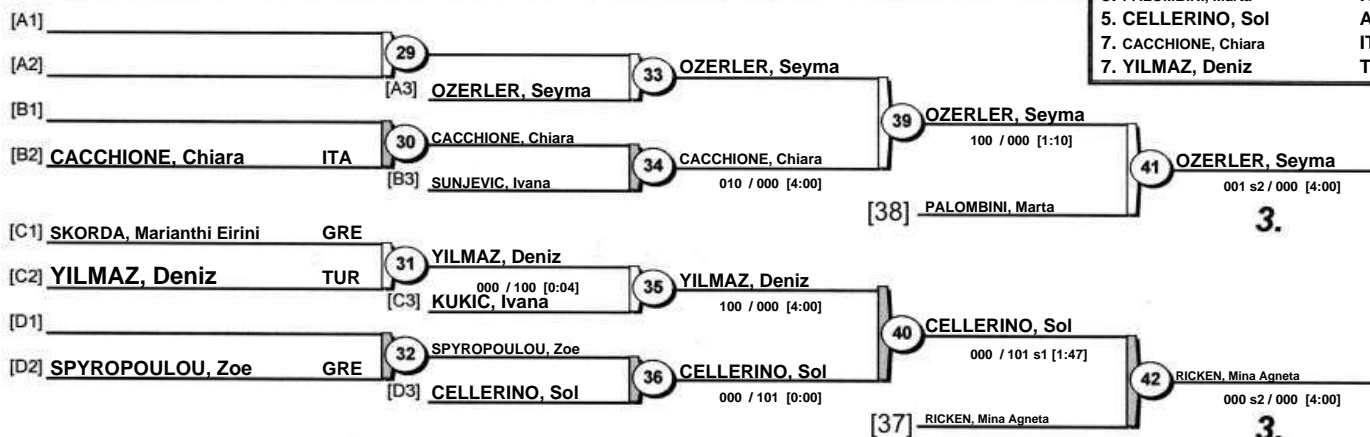 5. CELLERINO, Sol A
7. CACCHIONE, Chiara IT
7. YILMAZ, Deniz T
[A1]
[A2]
29
[A3] OZERLER, Seyma
33 OZERLER, Seyma
[B1]
[B2] CACCHIONE, Chiara ITA
30 CACCHIONE, Chiara
[B3] SUNJEVIC, Ivana
34 CACCHIONE, Chiara
010 / 000 [4:00]
39 OZERLER, Seyma
100 / 000 [1:10]
[38] PALOMBINI, Marta
41 OZERLER, Seyma
001 s2 / 000 [4:00]
3.
[C1] SKORDA, Marianthi Eirini GRE
[C2] YILMAZ, Deniz TUR
31 YILMAZ, Deniz
000 / 100 [0:04]
[C3] KUKIC, Ivana
35 YILMAZ, Deniz
100 / 000 [4:00]
[D1]
[D2] SPYROPOULOU, Zoe GRE
32 SPYROPOULOU, Zoe
[D3] CELLERINO, Sol
36 CELLERINO, Sol
000 / 101 [0:00]
40 CELLERINO, Sol
000 / 101 s1 [1:47]
[37] RICKEN, Mina Agneta
42 RICKEN, Mina Agneta
000 s2 / 000 [4:00]
3.